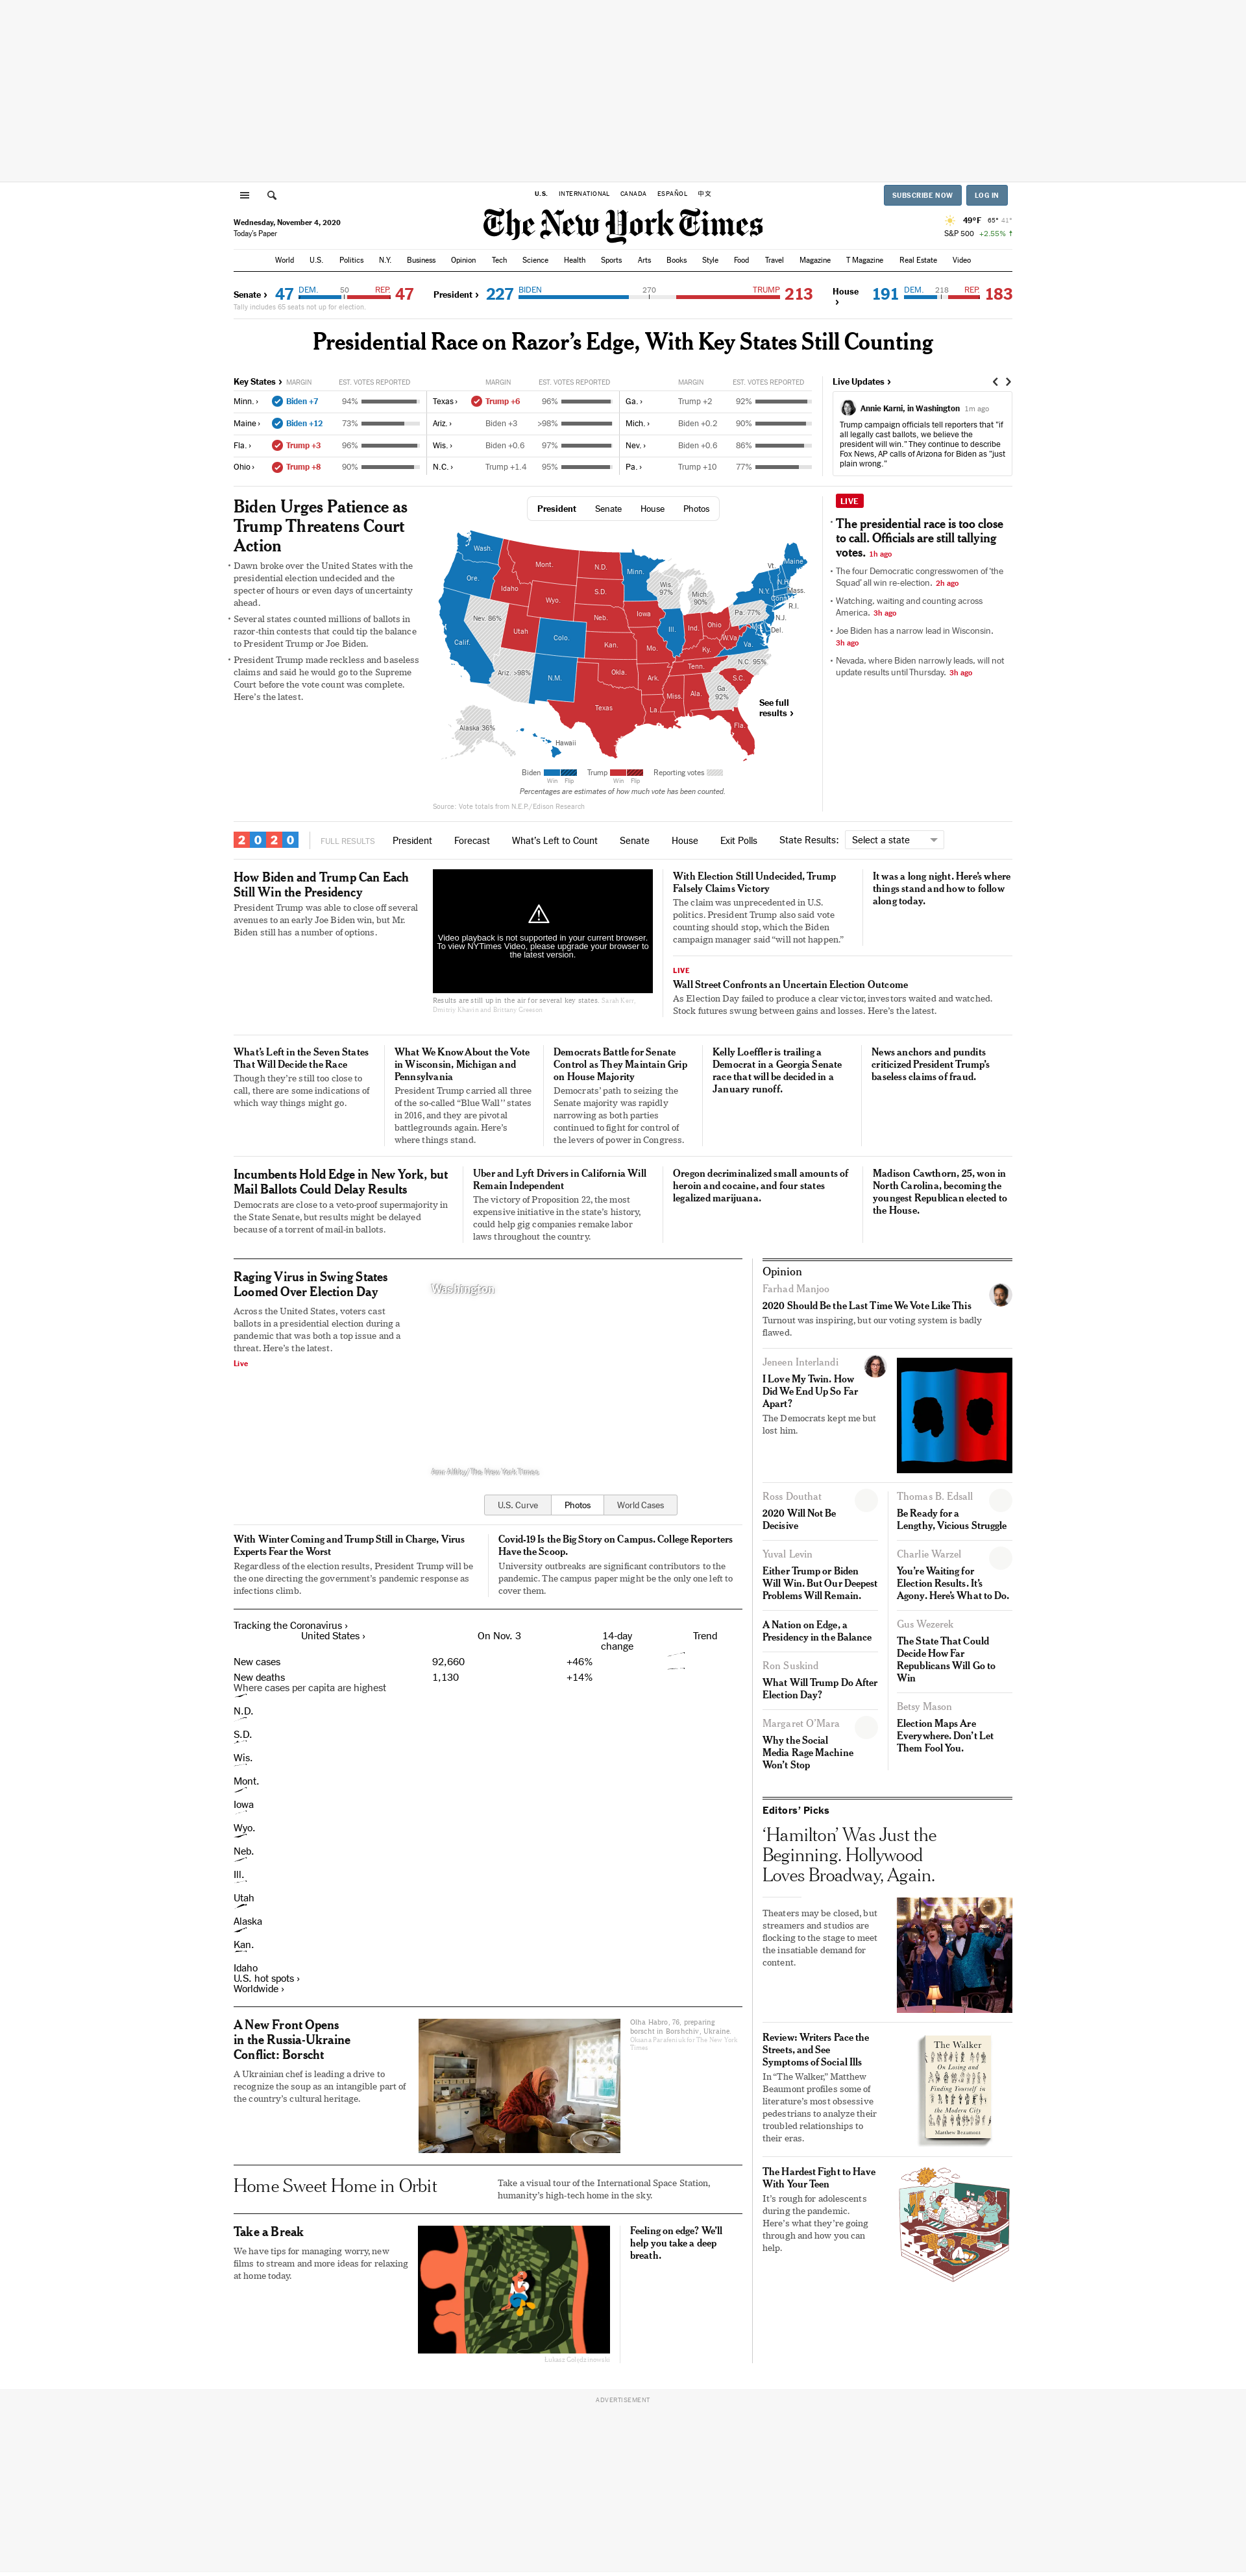 U.S. INTERNATIONAL CANADA ESPAÑOL 中文
SUBSCRIBE NOW LOG IN
Wednesday, November 4, 2020
Today's Paper
The New York Times
49°F 65° 41°
S&P 500 +2.55% ↑
World U.S. Politics N.Y. Business Opinion Tech Science Health Sports Arts Books Style Food Travel Magazine T Magazine Real Estate Video
Senate › 47 DEM. 50 REP. 47
Tally includes 65 seats not up for election.
President › 227 BIDEN 270 TRUMP 213
House › 191 DEM. 218 REP. 183
Presidential Race on Razor's Edge, With Key States Still Counting
Key States › MARGIN EST. VOTES REPORTED MARGIN EST. VOTES REPORTED MARGIN EST. VOTES REPORTED
Minn. › Biden +7 94% Texas › Trump +6 96% Ga. › Trump +2 92%
Maine › Biden +12 73% Ariz. › Biden +3 >98% Mich. › Biden +0.2 90%
Fla. › Trump +3 96% Wis. › Biden +0.6 97% Nev. › Biden +0.6 86%
Ohio › Trump +8 90% N.C. › Trump +1.4 95% Pa. › Trump +10 77%
Live Updates ›
Annie Karni, in Washington 1m ago
Trump campaign officials tell reporters that "if
all legally cast ballots, we believe the
president will win." They continue to describe
Fox News, AP calls of Arizona for Biden as "just
plain wrong."
Biden Urges Patience as
Trump Threatens Court
Action
• Dawn broke over the United States with the
presidential election undecided and the
specter of hours or even days of uncertainty
ahead.
• Several states counted millions of ballots in
razor-thin contests that could tip the balance
to President Trump or Joe Biden.
• President Trump made reckless and baseless
claims and said he would go to the Supreme
Court before the vote count was complete.
Here's the latest.
President Senate House Photos
Wash.
Ore.
Idaho
Mont.
N.D.
Minn.
S.D.
Wyo.
Wis.
97%
Mich.
90%
Vt.
Maine
N.H.
Mass.
N.Y.
Conn.
R.I.
N.J.
Del.
Pa. 77%
Nev. 86%
Utah
Colo.
Calif.
Neb.
Iowa
Ill.
Ind.
Ohio
W.Va.
Va.
Kan.
Mo.
Ky.
N.C. 95%
Tenn.
Ariz. >98%
N.M.
Okla.
Ark.
S.C.
Miss.
Ala.
Ga.
92%
Texas
La.
Fla.
Alaska 36%
Hawaii
See full
results ›
Biden Trump Reporting votes
Win Flip Win Flip
Percentages are estimates of how much vote has been counted.
Source: Vote totals from N.E.P./Edison Research
LIVE
• The presidential race is too close
to call. Officials are still tallying
votes. 1h ago
• The four Democratic congresswomen of 'the
Squad' all win re-election. 2h ago
• Watching, waiting and counting across
America. 3h ago
• Joe Biden has a narrow lead in Wisconsin.
3h ago
• Nevada, where Biden narrowly leads, will not
update results until Thursday. 3h ago
2020 FULL RESULTS President Forecast What's Left to Count Senate House Exit Polls State Results: Select a state
How Biden and Trump Can Each
Still Win the Presidency
President Trump was able to close off several
avenues to an early Joe Biden win, but Mr.
Biden still has a number of options.
Video playback is not supported in your current browser.
To view NYTimes Video, please upgrade your browser to
the latest version.
Results are still up in the air for several key states. Sarah Kerr,
Dmitriy Khavin and Brittany Greeson
With Election Still Undecided, Trump
Falsely Claims Victory
The claim was unprecedented in U.S.
politics. President Trump also said vote
counting should stop, which the Biden
campaign manager said "will not happen."
It was a long night. Here's where
things stand and how to follow
along today.
LIVE
Wall Street Confronts an Uncertain Election Outcome
As Election Day failed to produce a clear victor, investors waited and watched.
Stock futures swung between gains and losses. Here's the latest.
What's Left in the Seven States
That Will Decide the Race
Though they're still too close to
call, there are some indications of
which way things might go.
What We Know About the Vote
in Wisconsin, Michigan and
Pennsylvania
President Trump carried all three
of the so-called "Blue Wall" states
in 2016, and they are pivotal
battlegrounds again. Here's
where things stand.
Democrats Battle for Senate
Control as They Maintain Grip
on House Majority
Democrats' path to seizing the
Senate majority was rapidly
narrowing as both parties
continued to fight for control of
the levers of power in Congress.
Kelly Loeffler is trailing a
Democrat in a Georgia Senate
race that will be decided in a
January runoff.
News anchors and pundits
criticized President Trump's
baseless claims of fraud.
Incumbents Hold Edge in New York, but
Mail Ballots Could Delay Results
Democrats are close to a veto-proof supermajority in
the State Senate, but results might be delayed
because of a torrent of mail-in ballots.
Uber and Lyft Drivers in California Will
Remain Independent
The victory of Proposition 22, the most
expensive initiative in the state's history,
could help gig companies remake labor
laws throughout the country.
Oregon decriminalized small amounts of
heroin and cocaine, and four states
legalized marijuana.
Madison Cawthorn, 25, won in
North Carolina, becoming the
youngest Republican elected to
the House.
Raging Virus in Swing States
Loomed Over Election Day
Across the United States, voters cast
ballots in a presidential election during a
pandemic that was both a top issue and a
threat. Here's the latest.
Live
Washington
The New York Times
U.S. Curve Photos World Cases
With Winter Coming and Trump Still in Charge, Virus
Experts Fear the Worst
Regardless of the election results, President Trump will be
the one directing the government's pandemic response as
infections climb.
Covid-19 Is the Big Story on Campus. College Reporters
Have the Scoop.
University outbreaks are significant contributors to the
pandemic. The campus paper might be the only one left to
cover them.
Tracking the Coronavirus ›
United States › On Nov. 3 14-day
change Trend
New cases 92,660 +46%
New deaths 1,130 +14%
Where cases per capita are highest
N.D.
S.D.
Wis.
Mont.
Iowa
Wyo.
Neb.
Ill.
Utah
Alaska
Kan.
Idaho
U.S. hot spots ›
Worldwide ›
A New Front Opens
in the Russia-Ukraine
Conflict: Borscht
A Ukrainian chef is leading a drive to
recognize the soup as an intangible part of
the country's cultural heritage.
Olha Habro, 76, preparing
borscht in Borshchiv, Ukraine.
Oksana Parafeniuk for The New York
Times
Home Sweet Home in Orbit
Take a visual tour of the International Space Station,
humanity's high-tech home in the sky.
Take a Break
We have tips for managing worry, new
films to stream and more ideas for relaxing
at home today.
Feeling on edge? We'll
help you take a deep
breath.
Opinion
Farhad Manjoo
2020 Should Be the Last Time We Vote Like This
Turnout was inspiring, but our voting system is badly
flawed.
Jeneen Interlandi
I Love My Twin. How
Did We End Up So Far
Apart?
The Democrats kept me but
lost him.
Ross Douthat
2020 Will Not Be
Decisive
Yuval Levin
Either Trump or Biden
Will Win. But Our Deepest
Problems Will Remain.
A Nation on Edge, a
Presidency in the Balance
Ron Suskind
What Will Trump Do After
Election Day?
Margaret O'Mara
Why the Social
Media Rage Machine
Won't Stop
Thomas B. Edsall
Be Ready for a
Lengthy, Vicious Struggle
Charlie Warzel
You're Waiting for
Election Results. It's
Agony. Here's What to Do.
Gus Wezerek
The State That Could
Decide How Far
Republicans Will Go to
Win
Betsy Mason
Election Maps Are
Everywhere. Don't Let
Them Fool You.
Editors' Picks
'Hamilton' Was Just the
Beginning. Hollywood
Loves Broadway, Again.
Theaters may be closed, but
streamers and studios are
flocking to the stage to meet
the insatiable demand for
content.
Review: Writers Pace the
Streets, and See
Symptoms of Social Ills
In "The Walker," Matthew
Beaumont profiles some of
literature's most obsessive
pedestrians to analyze their
troubled relationships to
their eras.
The Walker
On Losing and
Finding Yourself in
the Modern City
Matthew Beaumont
The Hardest Fight to Have
With Your Teen
It's rough for adolescents
during the pandemic.
Here's what they're going
through and how you can
help.
ADVERTISEMENT